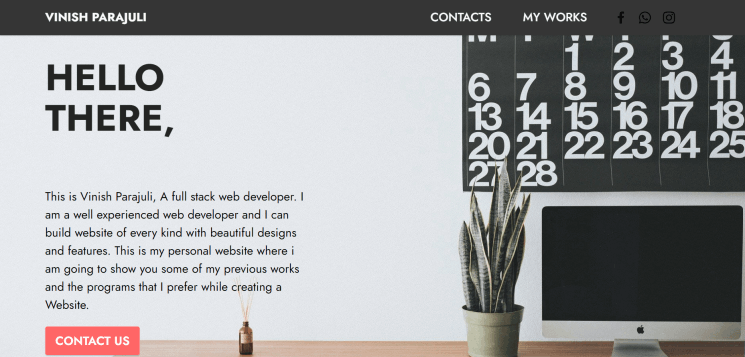 VINISH PARAJULI CONTACTS MY WORKS
HELLO
THERE,
This is Vinish Parajuli, A full stack web developer. I
am a well experienced web developer and I can
build website of every kind with beautiful designs
and features. This is my personal website where i
am going to show you some of my previous works
and the programs that I prefer while creating a
Website.
CONTACT US
1 2 3 4
6 7 8 9 10 11
13 14 15 16 17 18
20 21 22 23 24 25
27 28